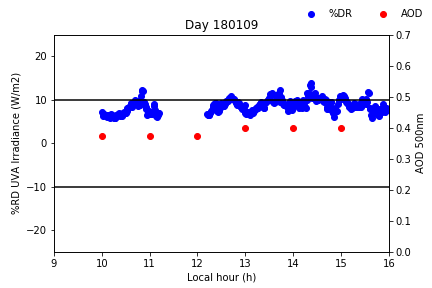 %DR AOD
Day 180109
%RD UVA Irradiance (W/m2)
20
10
0
−10
−20
0.7
0.6
0.5
0.4
0.3
0.2
0.1
0.0
AOD 500nm
9 10 11 12 13 14 15 16
Local hour (h)